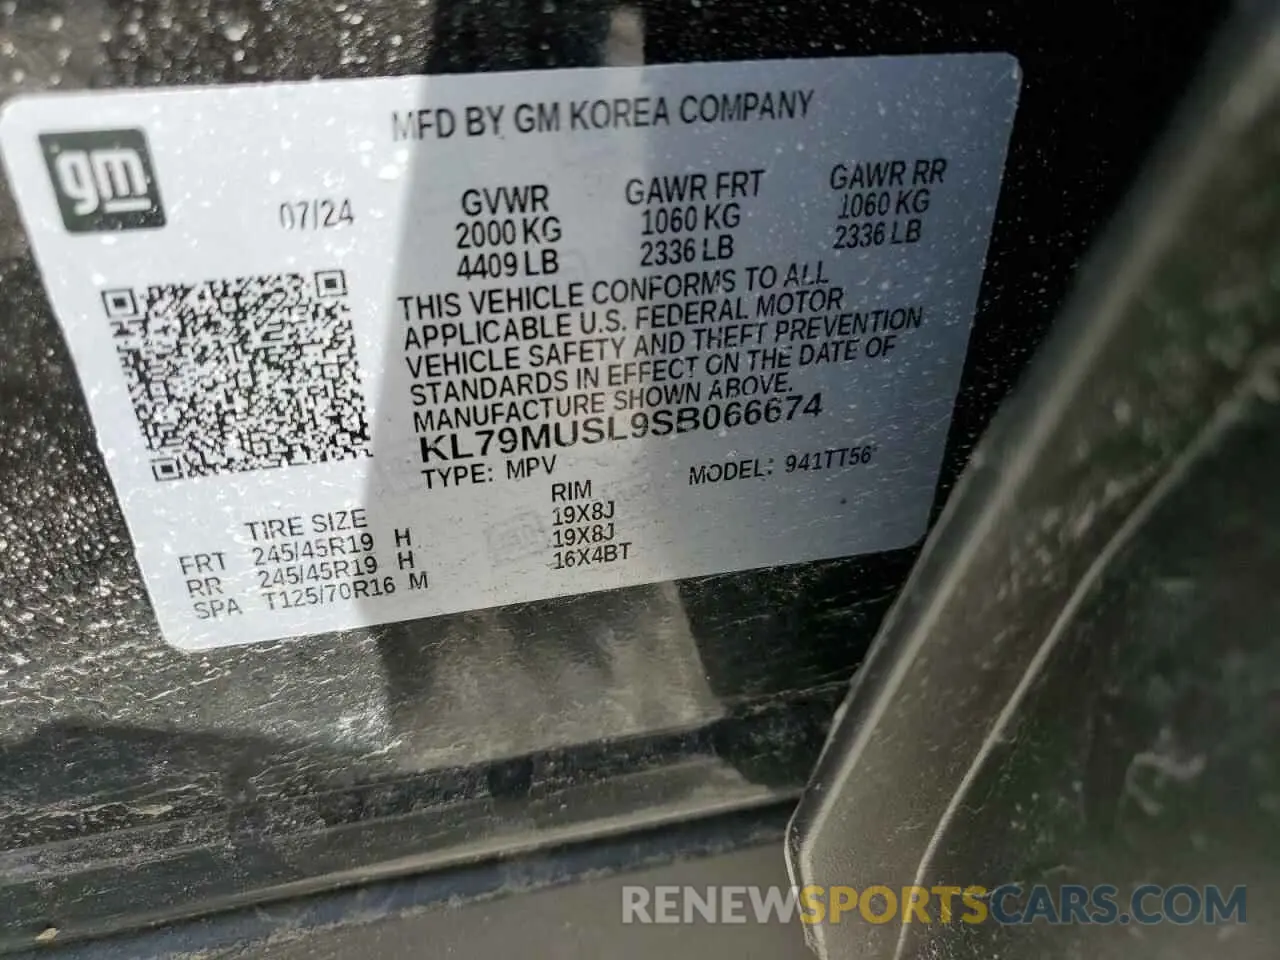 MFD BY GM KOREA COMPANY
gm
07/24
GVWR
2000 KG
4409 LB
GAWR FRT
1060 KG
2336 LB
GAWR RR
1060 KG
2336 LB
THIS VEHICLE CONFORMS TO ALL
APPLICABLE U.S. FEDERAL MOTOR
VEHICLE SAFETY AND THEFT PREVENTION
STANDARDS IN EFFECT ON THE DATE OF
MANUFACTURE SHOWN ABOVE.
KL79MUSL9SB066674
TYPE: MPV MODEL: 941TT56
TIRE SIZE RIM
FRT 245/45R19 H 19X8J
RR 245/45R19 H 19X8J
SPA T125/70R16 M 16X4BT
RENEWSPORTSCARS.COM